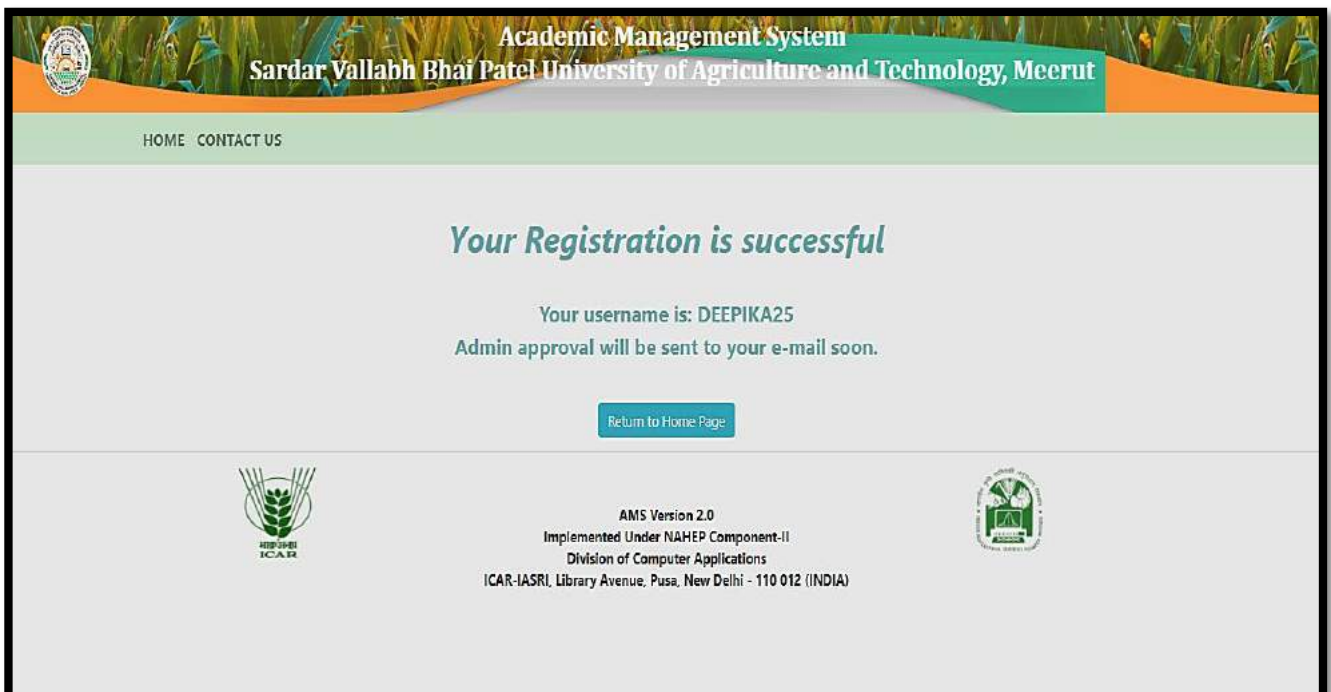 Academic Management System
Sardar Vallabh Bhai Patel University of Agriculture and Technology, Meerut
HOME CONTACT US
Your Registration is successful
Your username is: DEEPIKA25
Admin approval will be sent to your e-mail soon.
Return to Home Page
ICAR
AMS Version 2.0
Implemented Under NAHEP Component-II
Division of Computer Applications
ICAR-IASRI, Library Avenue, Pusa, New Delhi - 110 012 (INDIA)